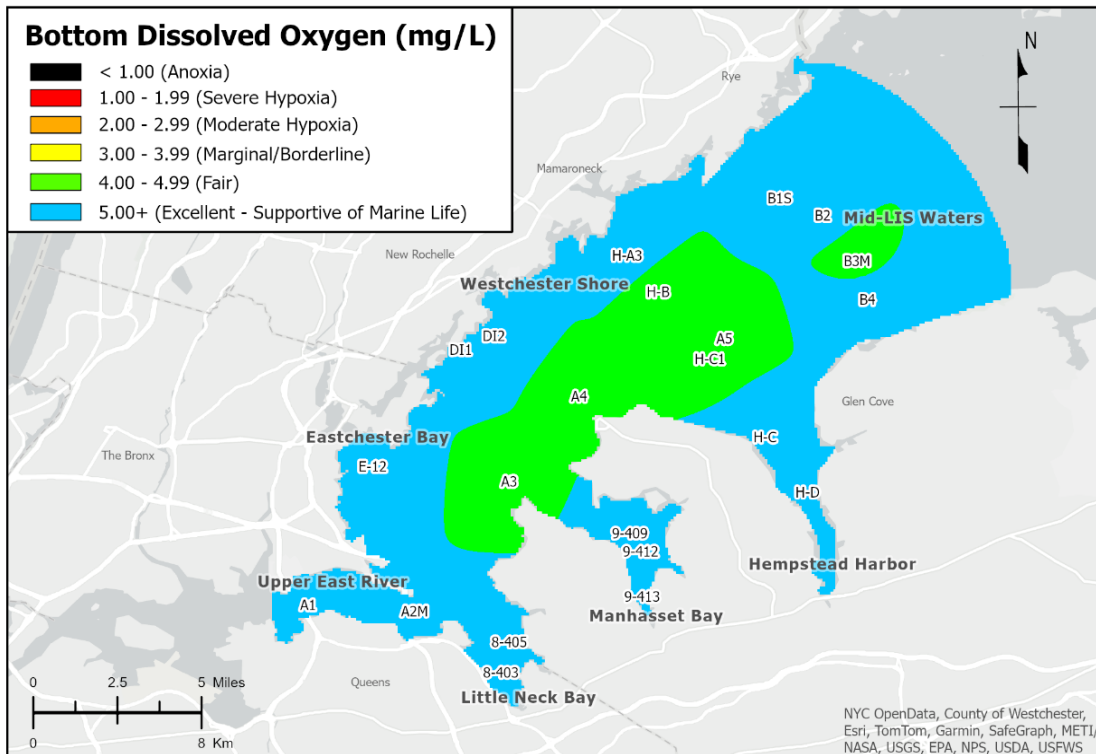 Bottom Dissolved Oxygen (mg/L)
< 1.00 (Anoxia)
1.00 - 1.99 (Severe Hypoxia)
2.00 - 2.99 (Moderate Hypoxia)
3.00 - 3.99 (Marginal/Borderline)
4.00 - 4.99 (Fair)
5.00+ (Excellent - Supportive of Marine Life)
N
Rye
Mamaroneck
B1S
B2
Mid-LIS Waters
New Rochelle
H-A3
B3M
Westchester Shore
H-B
B4
DI2
DI1
A5
H-C1
A4
Glen Cove
Eastchester Bay
H-C
The Bronx
E-12
A3
H-D
9-409
9-412
Hempstead Harbor
Upper East River
9-413
A1
A2M
Manhasset Bay
8-405
8-403
Queens
Little Neck Bay
0 2.5 5 Miles
0 8 Km
NYC OpenData, County of Westchester,
Esri, TomTom, Garmin, SafeGraph, METI/
NASA, USGS, EPA, NPS, USDA, USFWS